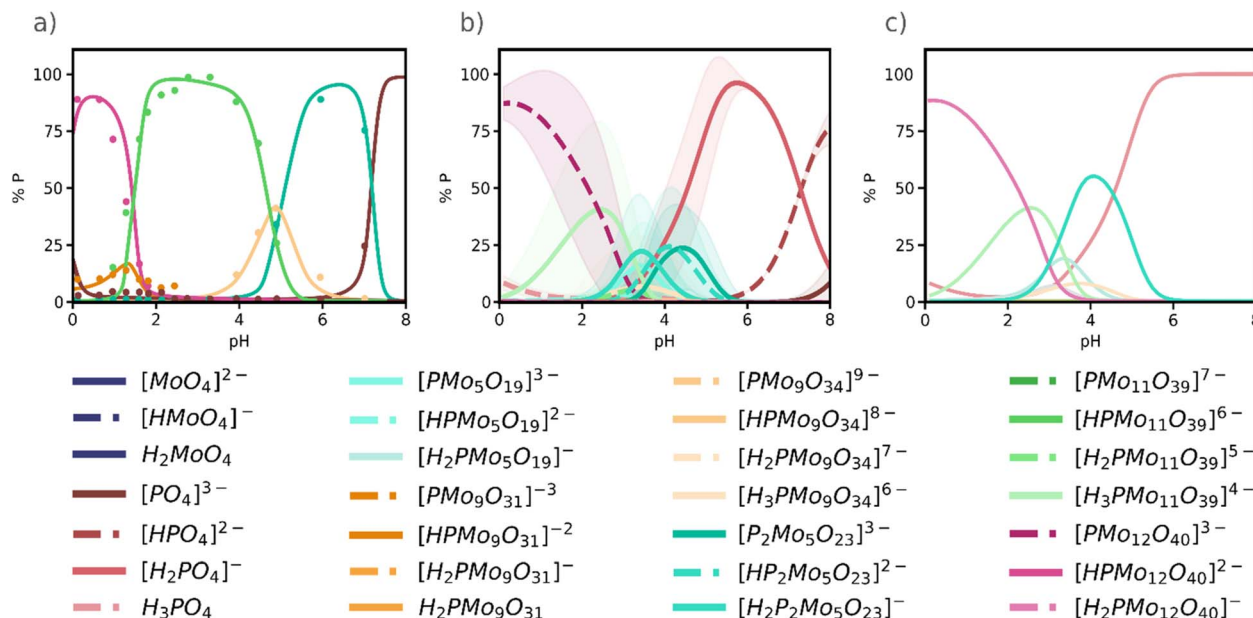 a) b) c)
100 100 100
75 75 75
% P % P % P
50 50 50
25 25 25
0 0 0
0 2 4 6 8 0 2 4 6 8 0 2 4 6 8
pH pH pH
[MoO₄]²⁻ [PMo₅O₁₉]³⁻ [PMo₉O₃₄]⁹⁻ [PMo₁₁O₃₉]⁷⁻
[HMoO₄]⁻ [HPMo₅O₁₉]²⁻ [HPMo₉O₃₄]⁸⁻ [HPMo₁₁O₃₉]⁶⁻
H₂MoO₄ [H₂PMo₅O₁₉]⁻ [H₂PMo₉O₃₄]⁷⁻ [H₂PMo₁₁O₃₉]⁵⁻
[PO₄]³⁻ [PMo₉O₃₁]⁻³ [H₃PMo₉O₃₄]⁶⁻ [H₃PMo₁₁O₃₉]⁴⁻
[HPO₄]²⁻ [HPMo₉O₃₁]⁻² [P₂Mo₅O₂₃]³⁻ [PMo₁₂O₄₀]³⁻
[H₂PO₄]⁻ [H₂PMo₉O₃₁]⁻ [HP₂Mo₅O₂₃]²⁻ [HPMo₁₂O₄₀]²⁻
H₃PO₄ H₂PMo₉O₃₁ [H₂P₂Mo₅O₂₃]⁻ [H₂PMo₁₂O₄₀]⁻